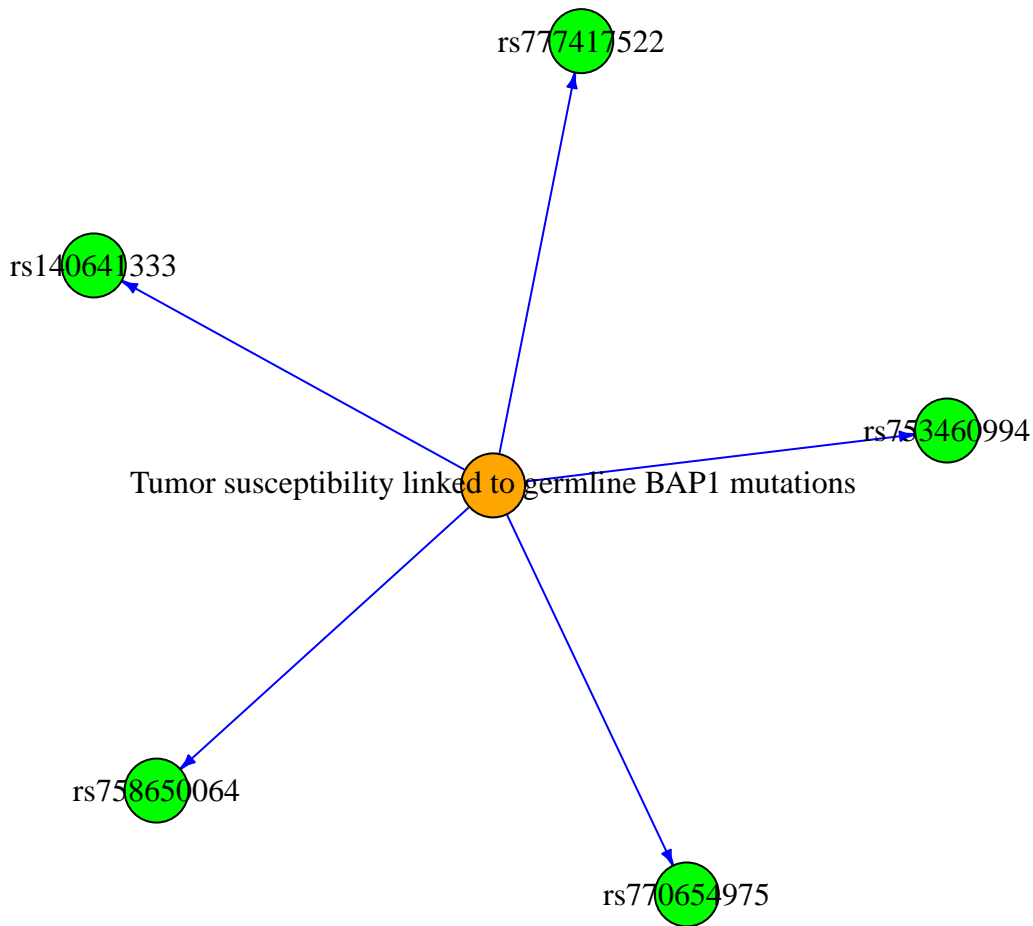 rs777417522
rs140641333
rs753460994
Tumor susceptibility linked to germline BAP1 mutations
rs758650064
rs770654975